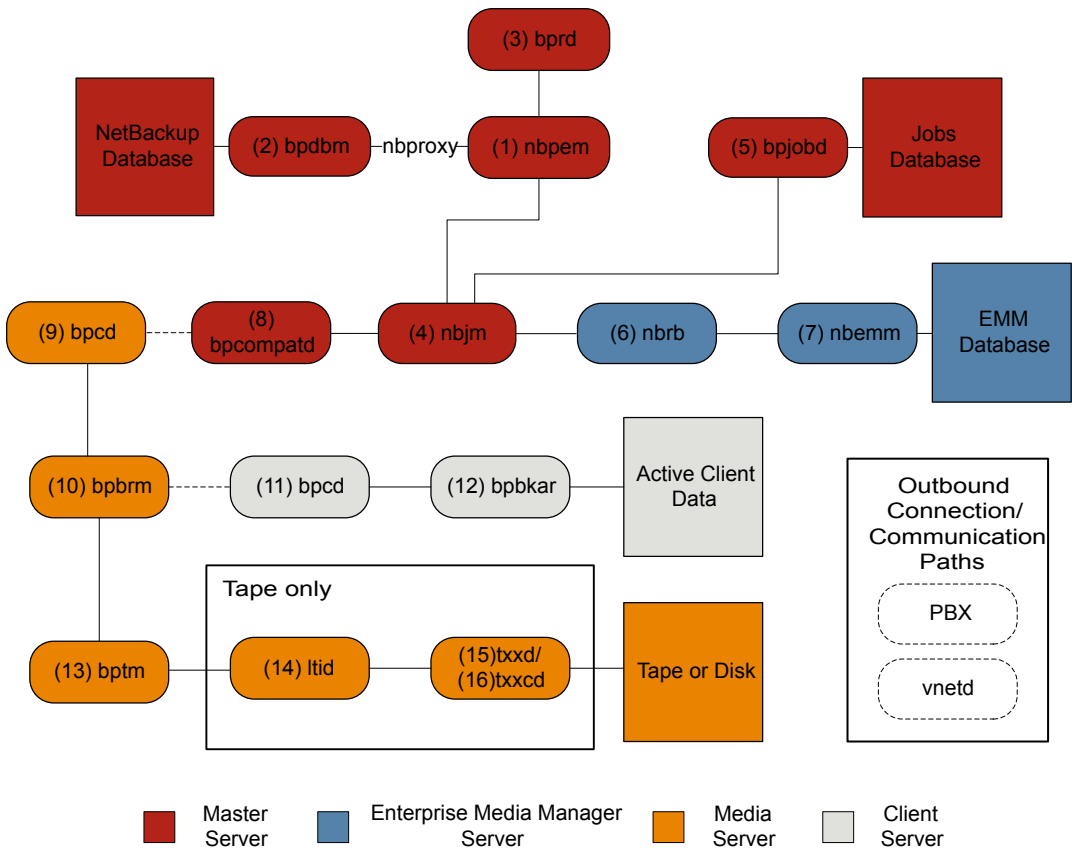 (3) bprd
NetBackup
Database
(2) bpdbm
nbproxy
(1) nbpem
(5) bpjobd
Jobs
Database
(9) bpcd
(8)
bpcompatd
(4) nbjm
(6) nbrb
(7) nbemm
EMM
Database
(10) bpbrm
(11) bpcd
(12) bpbkar
Active Client
Data
Outbound
Connection/
Communication
Paths
PBX
vnetd
Tape only
(13) bptm
(14) ltid
(15)txxd/
(16)txxcd
Tape or Disk
Master
Server
Enterprise Media Manager
Server
Media
Server
Client
Server